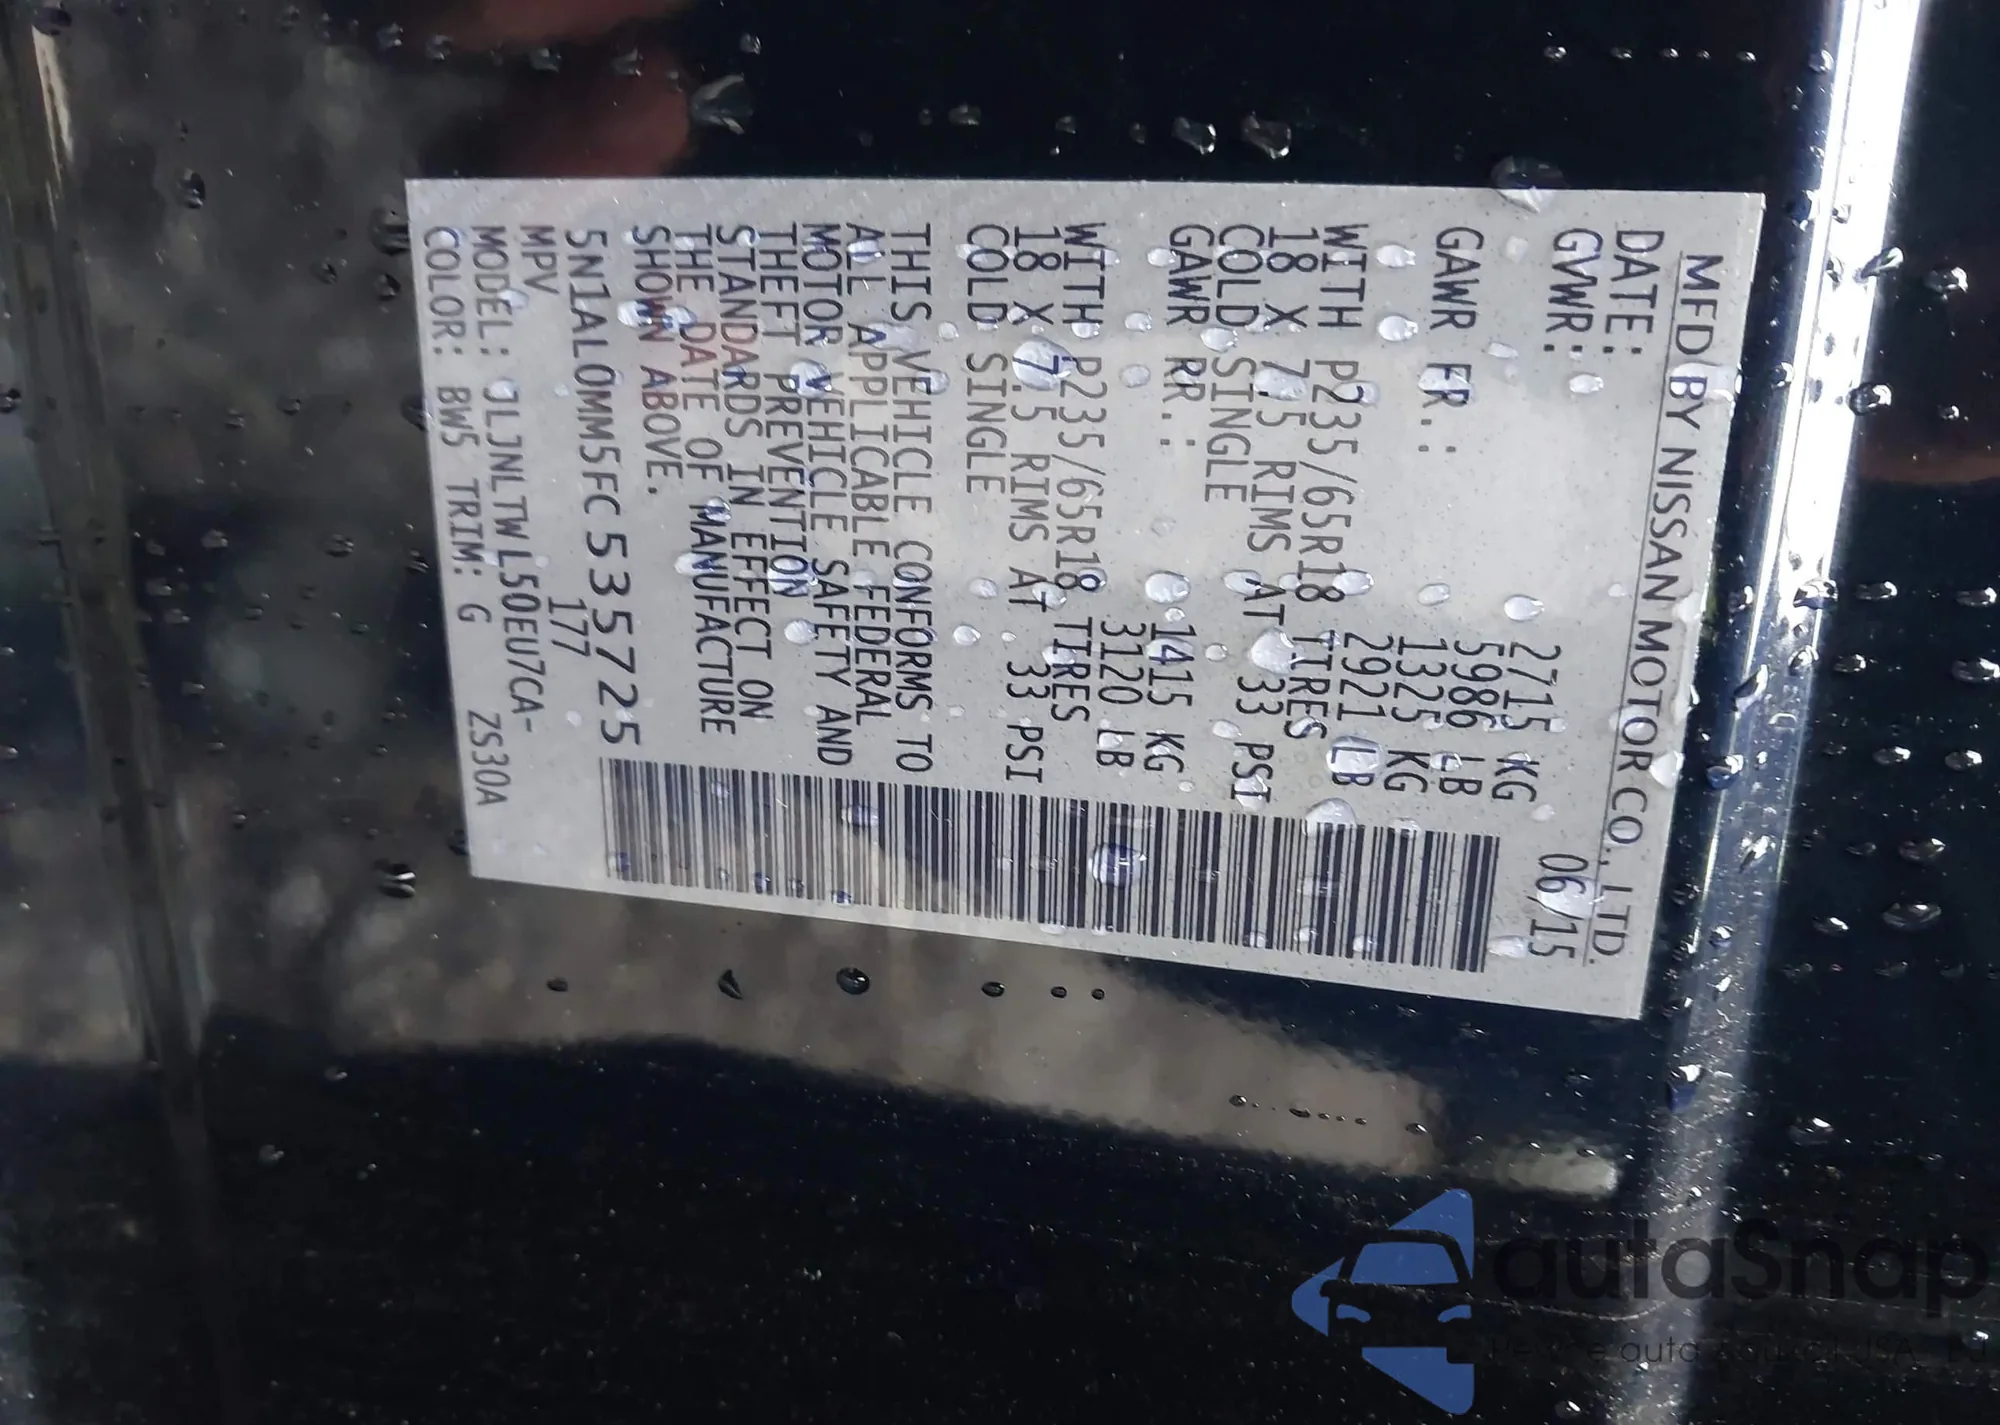 MFD BY NISSAN MOTOR CO., LTD.
DATE: 06/15
GVWR: 2715 KG
5986 LB
GAWR FR.: 1325 KG
2921 LB
WITH P235/65R18 TIRES
18 X 7.5 RIMS AT 33 PSI
COLD SINGLE
GAWR RR.: 1415 KG
3120 LB
WITH P235/65R18 TIRES
18 X 7.5 RIMS AT 33 PSI
COLD SINGLE
THIS VEHICLE CONFORMS TO
ALL APPLICABLE FEDERAL
MOTOR VEHICLE SAFETY AND
THEFT PREVENTION
STANDARDS IN EFFECT ON
THE DATE OF MANUFACTURE
SHOWN ABOVE.
5N1AL0MM5FC535725
MPV 177
MODEL: JLJNLTWL50EU7CA-
COLOR: BW5 TRIM: G ZS30A
autaSnap
auta